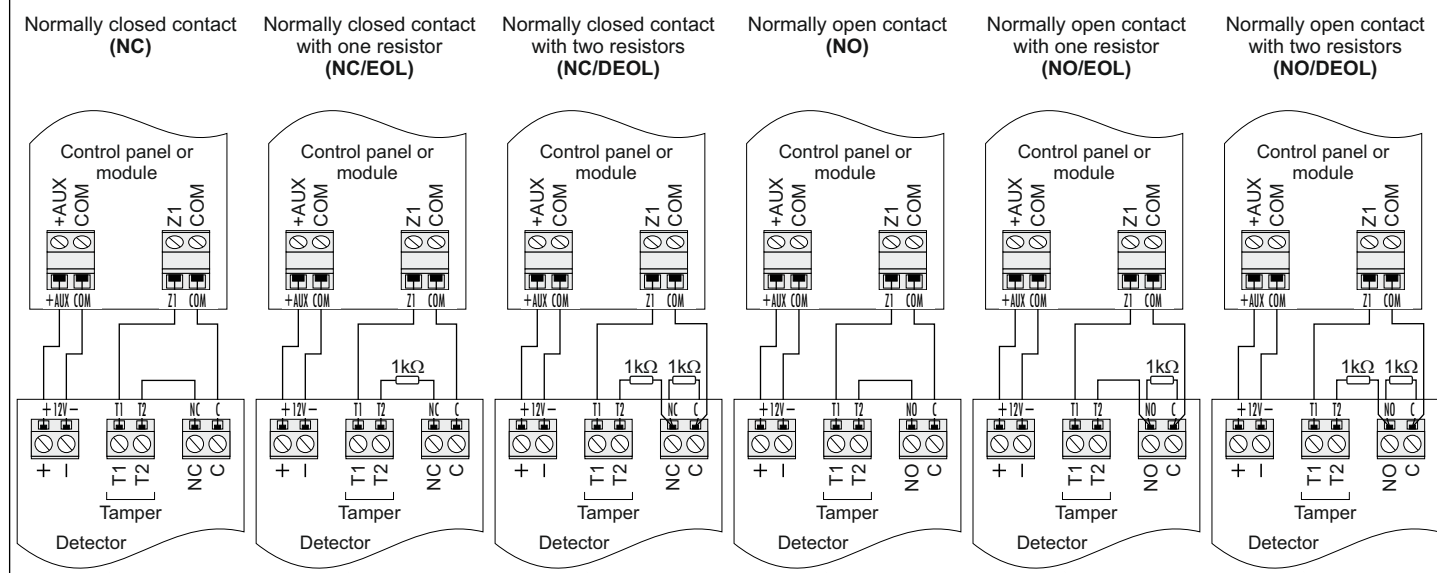 Normally closed contact
(NC)
Normally closed contact
with one resistor
(NC/EOL)
Normally closed contact
with two resistors
(NC/DEOL)
Normally open contact
(NO)
Normally open contact
with one resistor
(NO/EOL)
Normally open contact
with two resistors
(NO/DEOL)
Control panel or
module
+AUX
COM
Z1
COM
+AUX COM
Z1 COM
+ 12V –
T1 T2
NC C
+
–
T1
T2
NC
C
Tamper
Detector
Control panel or
module
+AUX
COM
Z1
COM
+AUX COM
Z1 COM
1kΩ
+ 12V –
T1 T2
NC C
+
–
T1
T2
NC
C
Tamper
Detector
Control panel or
module
+AUX
COM
Z1
COM
+AUX COM
Z1 COM
1kΩ 1kΩ
+ 12V –
T1 T2
NC C
+
–
T1
T2
NC
C
Tamper
Detector
Control panel or
module
+AUX
COM
Z1
COM
+AUX COM
Z1 COM
+ 12V –
T1 T2
NO C
+
–
T1
T2
NO
C
Tamper
Detector
Control panel or
module
+AUX
COM
Z1
COM
+AUX COM
Z1 COM
1kΩ
+ 12V –
T1 T2
NO C
+
–
T1
T2
NO
C
Tamper
Detector
Control panel or
module
+AUX
COM
Z1
COM
+AUX COM
Z1 COM
1kΩ 1kΩ
+ 12V –
T1 T2
NO C
+
–
T1
T2
NO
C
Tamper
Detector